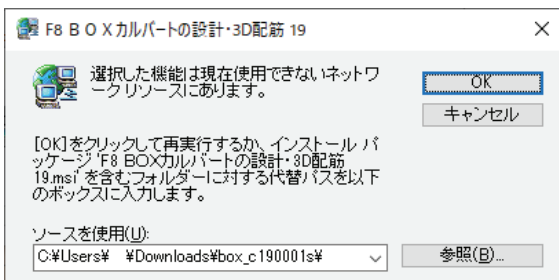 F8 ＢＯＸカルバートの設計・3D配筋 19
選択した機能は現在使用できないネットワ
ーク リソースにあります。
OK
キャンセル
[OK]をクリックして再実行するか、インストール パ
ッケージ 'F8 BOXカルバートの設計・3D配筋
19.msi' を含むフォルダーに対する代替パスを以下
のボックスに入力します。
ソースを使用(U):
C:¥Users¥ ¥Downloads¥box_c190001s¥
参照(B)...